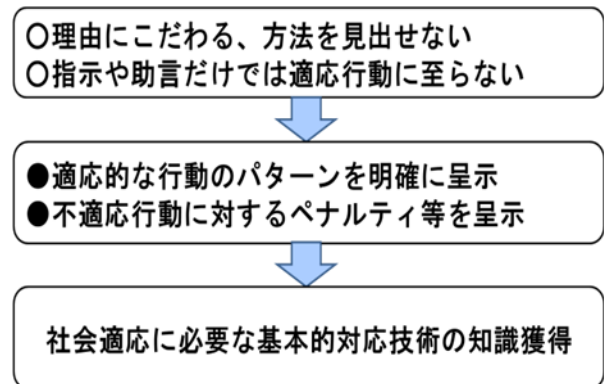 〇理由にこだわる、方法を見出せない
〇指示や助言だけでは適応行動に至らない
●適応的な行動のパターンを明確に呈示
●不適応行動に対するペナルティ等を呈示
社会適応に必要な基本的対応技術の知識獲得